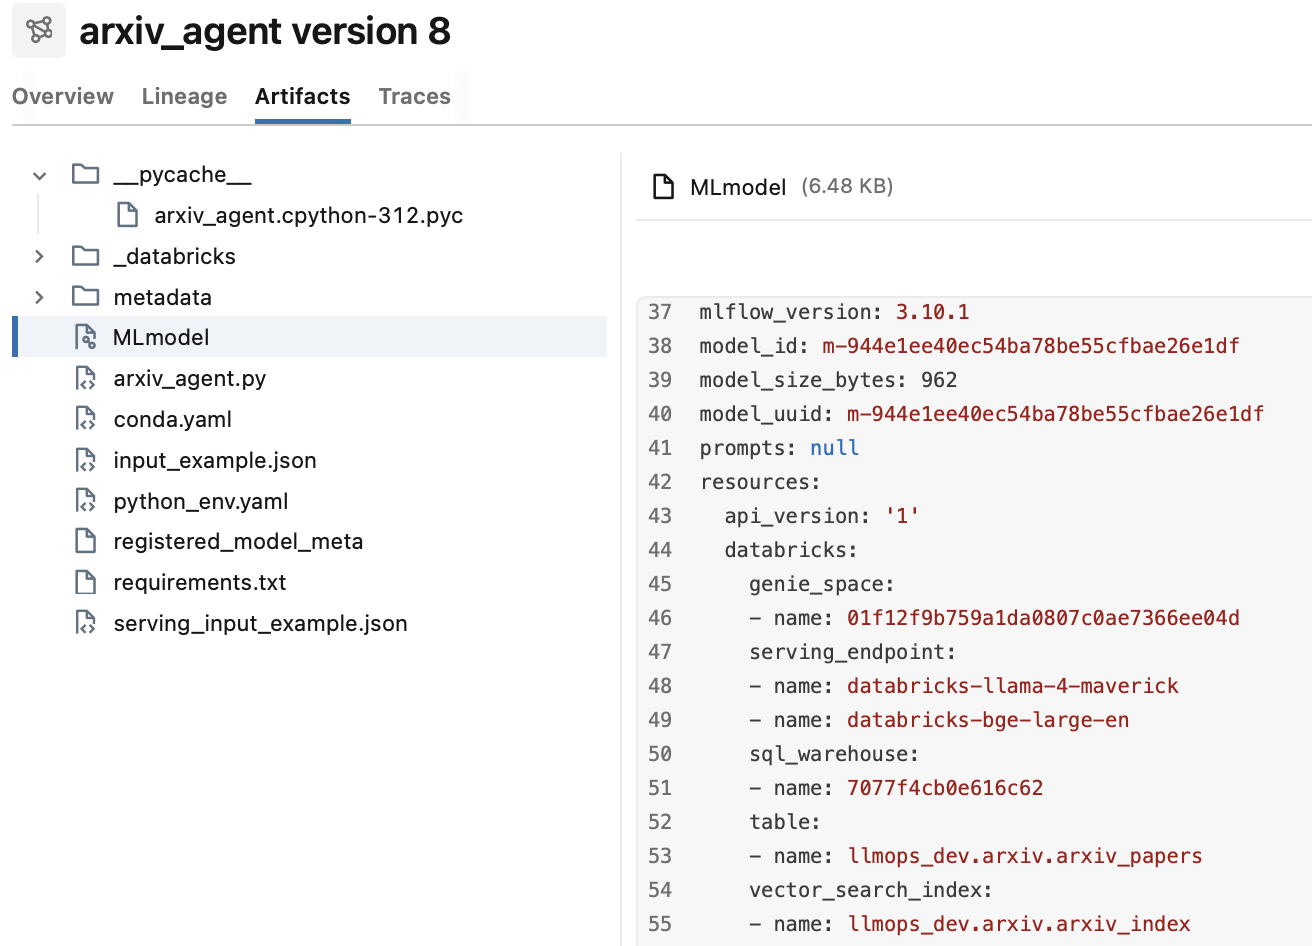 arxiv_agent version 8
Overview Lineage Artifacts Traces
__pycache__
arxiv_agent.cpython-312.pyc
_databricks
metadata
MLmodel
arxiv_agent.py
conda.yaml
input_example.json
python_env.yaml
registered_model_meta
requirements.txt
serving_input_example.json
MLmodel (6.48 KB)
37 mlflow_version: 3.10.1
38 model_id: m-944e1ee40ec54ba78be55cfbae26e1df
39 model_size_bytes: 962
40 model_uuid: m-944e1ee40ec54ba78be55cfbae26e1df
41 prompts: null
42 resources:
43   api_version: '1'
44   databricks:
45     genie_space:
46     - name: 01f12f9b759a1da0807c0ae7366ee04d
47     serving_endpoint:
48     - name: databricks-llama-4-maverick
49     - name: databricks-bge-large-en
50     sql_warehouse:
51     - name: 7077f4cb0e616c62
52     table:
53     - name: llmops_dev.arxiv.arxiv_papers
54     vector_search_index:
55     - name: llmops_dev.arxiv.arxiv_index